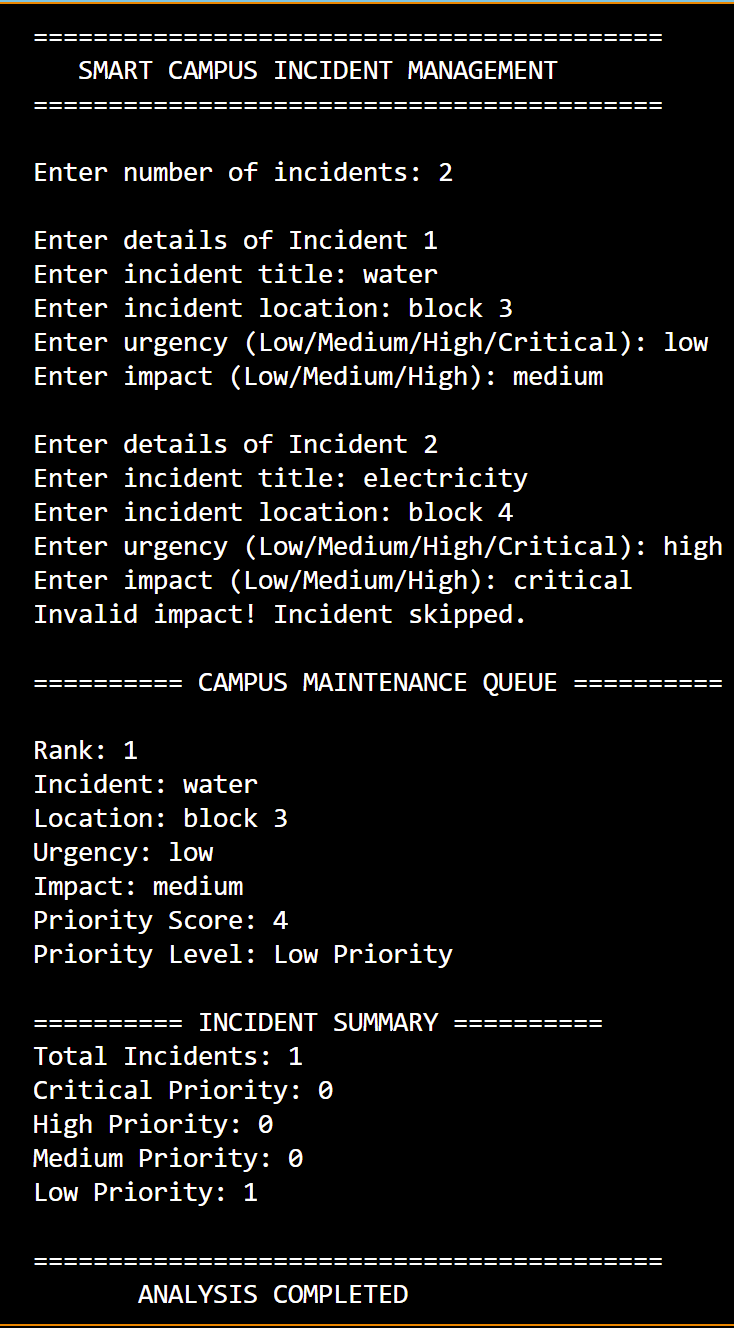 ==========================================
   SMART CAMPUS INCIDENT MANAGEMENT
==========================================

Enter number of incidents: 2

Enter details of Incident 1
Enter incident title: water
Enter incident location: block 3
Enter urgency (Low/Medium/High/Critical): low
Enter impact (Low/Medium/High): medium

Enter details of Incident 2
Enter incident title: electricity
Enter incident location: block 4
Enter urgency (Low/Medium/High/Critical): high
Enter impact (Low/Medium/High): critical
Invalid impact! Incident skipped.

========== CAMPUS MAINTENANCE QUEUE ==========

Rank: 1
Incident: water
Location: block 3
Urgency: low
Impact: medium
Priority Score: 4
Priority Level: Low Priority

========== INCIDENT SUMMARY ==========
Total Incidents: 1
Critical Priority: 0
High Priority: 0
Medium Priority: 0
Low Priority: 1

==========================================
       ANALYSIS COMPLETED